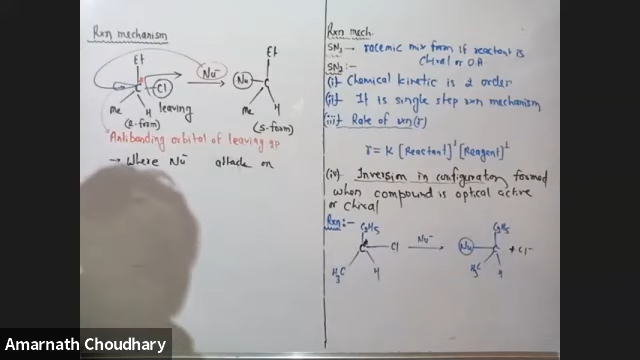 Rxn mechanism
Et
Nu⁻
C
Cl
Me
H
leaving
(R-form)
Et
Nu
C
Me
H
(S-form)
Antibonding orbital of leaving gp
→ Where Nu⁻ attack on
Rxn mech.
SN1 → racemic mix form if reactant is
chiral or O.A.
SN2 :-
(i) Chemical kinetic is 2 order
(ii) It is single step rxn mechanism
(iii) Rate of rxn (r)
r = K [Reactant]¹ [Reagent]¹
(iv) Inversion in configuration formed
when compound is optical active
or chiral
Rxn :-
C2H5
C
Cl
H3C
H
Nu⁻
C2H5
Nu
C
H3C
H
+ Cl⁻
Amarnath Choudhary